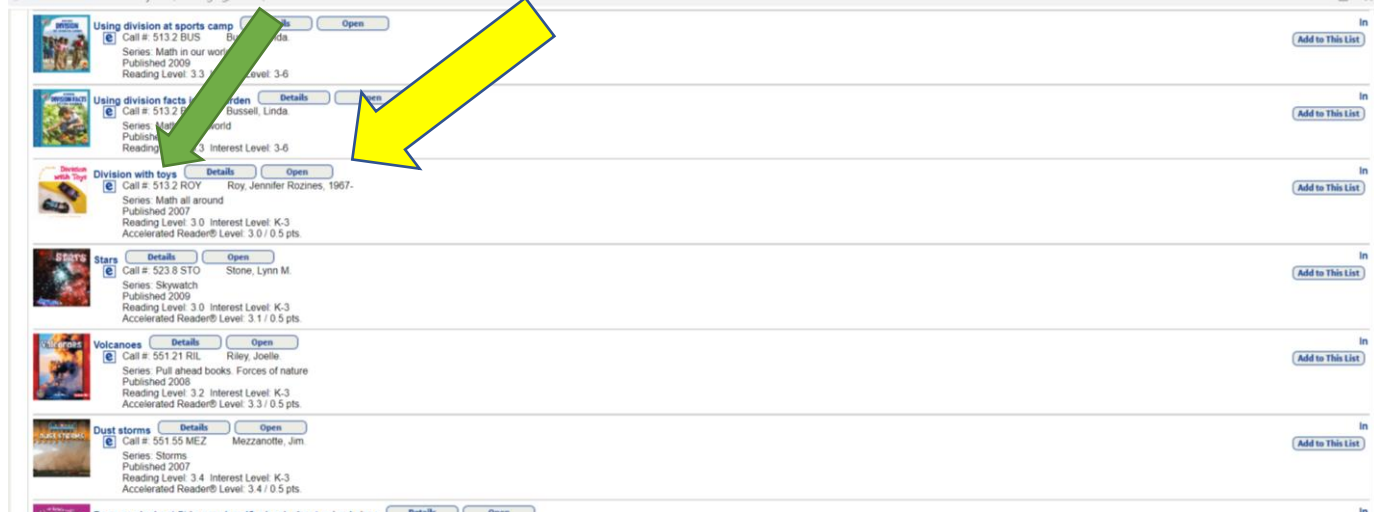 Using division at sports camp Open In
e Call #: 513.2 BUS Add to This List
Series: Math in our
Published 2009
Reading Level: 3.3 Level: 3-6
Using division facts Details In
e Call #: 513.2 Bussell, Linda. Add to This List
Series:
Reading Interest Level: 3-6
Division with toys Details Open In
e Call #: 513.2 ROY Roy, Jennifer Rozines, 1967- Add to This List
Series: Math all around
Published 2007
Reading Level: 3.0 Interest Level: K-3
Accelerated Reader® Level: 3.0 / 0.5 pts.
Stars Details Open In
e Call #: 523.8 STO Stone, Lynn M. Add to This List
Series: Skywatch
Published 2009
Reading Level: 3.0 Interest Level: K-3
Accelerated Reader® Level: 3.1 / 0.5 pts.
Volcanoes Details Open In
e Call #: 551.21 RIL Riley, Joelle. Add to This List
Series: Pull ahead books. Forces of nature
Published 2008
Reading Level: 3.2 Interest Level: K-3
Accelerated Reader® Level: 3.3 / 0.5 pts.
Dust storms Details Open In
e Call #: 551.55 MEZ Mezzanotte, Jim. Add to This List
Series: Storms
Published 2007
Reading Level: 3.4 Interest Level: K-3
Accelerated Reader® Level: 3.4 / 0.5 pts.
Details Open In